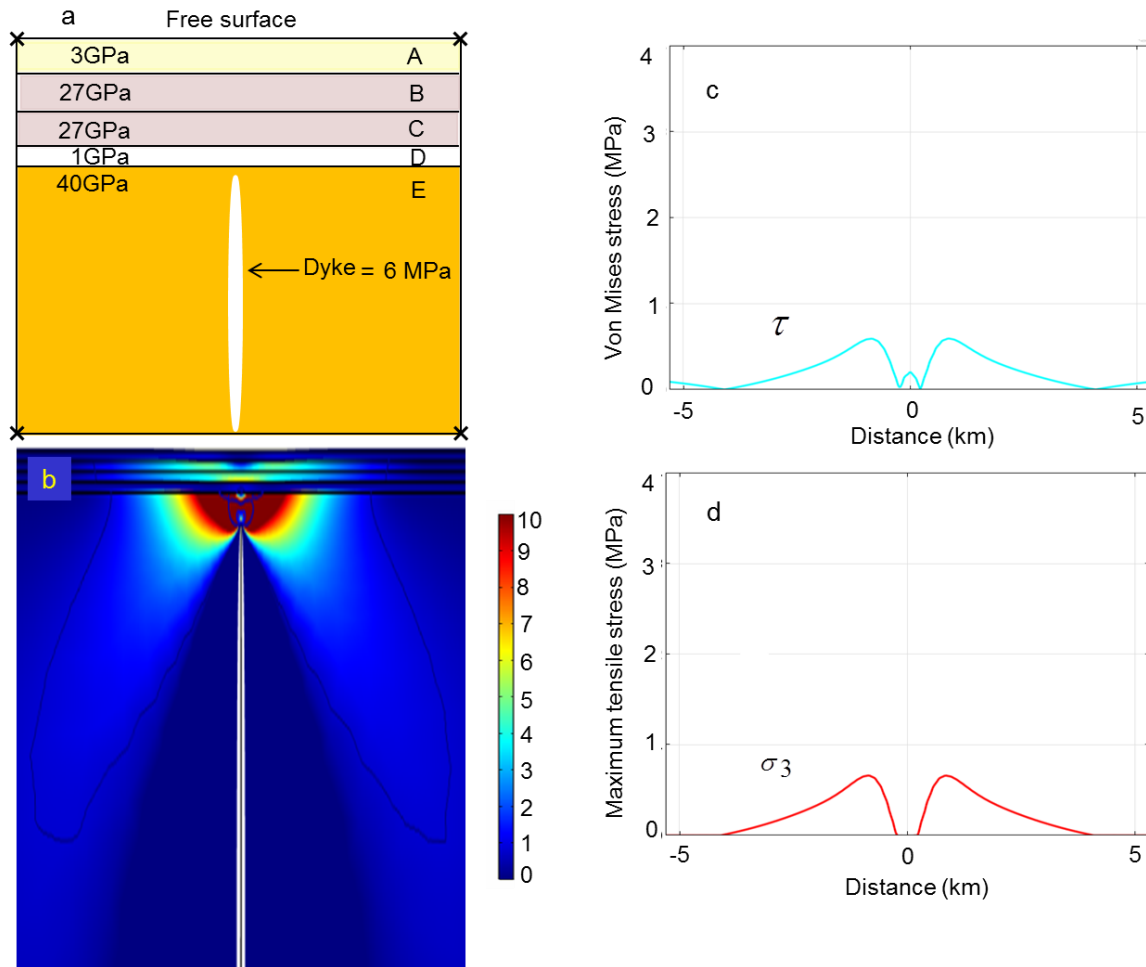 a
Free surface
3GPa
A
27GPa
B
27GPa
C
1GPa
D
40GPa
E
Dyke = 6 MPa
b
10
9
8
7
6
5
4
3
2
1
0
c
Von Mises stress (MPa)
4
3
2
1
0
τ
-5
0
5
Distance (km)
d
Maximum tensile stress (MPa)
4
3
2
1
0
σ3
-5
0
5
Distance (km)